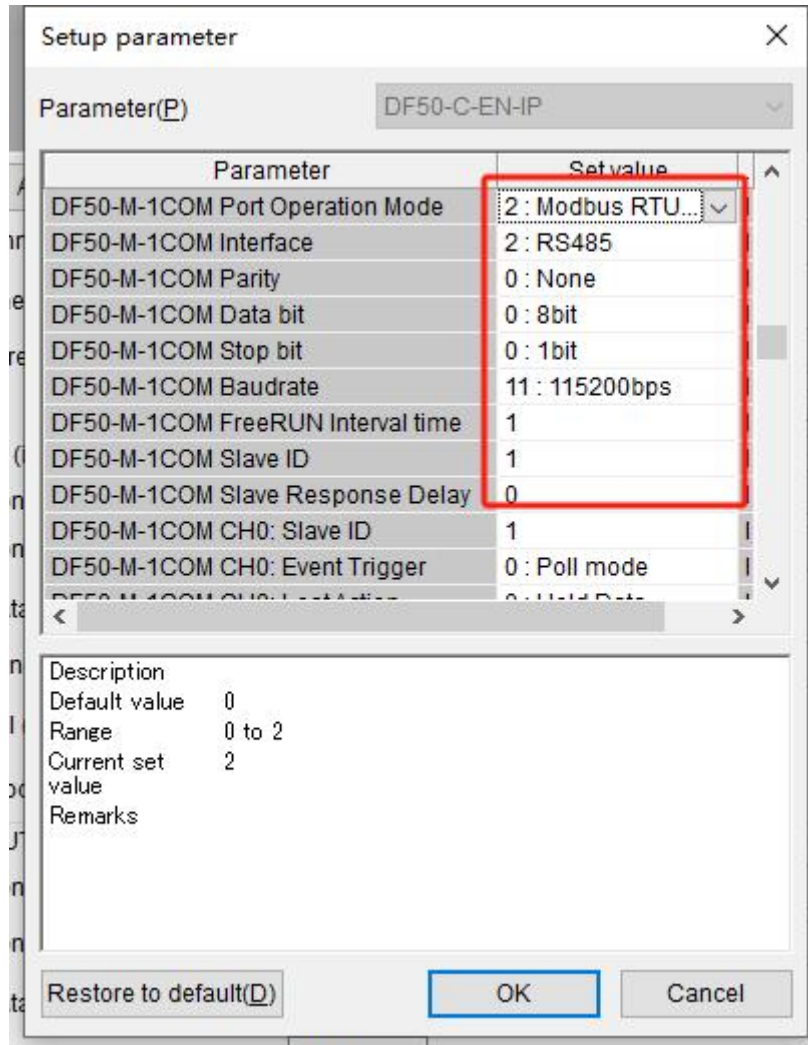 Setup parameter
Parameter(P) DF50-C-EN-IP
Parameter Set value
DF50-M-1COM Port Operation Mode 2 : Modbus RTU...
DF50-M-1COM Interface 2 : RS485
DF50-M-1COM Parity 0 : None
DF50-M-1COM Data bit 0 : 8bit
DF50-M-1COM Stop bit 0 : 1bit
DF50-M-1COM Baudrate 11 : 115200bps
DF50-M-1COM FreeRUN Interval time 1
DF50-M-1COM Slave ID 1
DF50-M-1COM Slave Response Delay 0
DF50-M-1COM CH0: Slave ID 1
DF50-M-1COM CH0: Event Trigger 0 : Poll mode
Description
Default value 0
Range 0 to 2
Current set 2
value
Remarks
Restore to default(D) OK Cancel